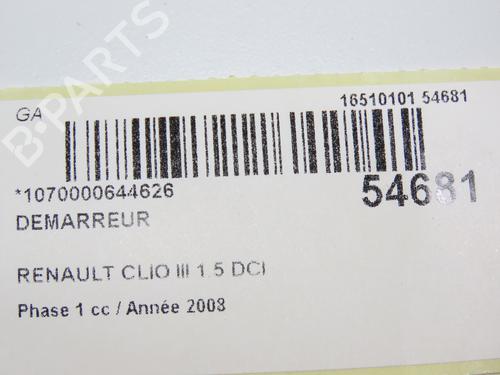 GA
16510101 54681
*1070000644626
54681
DEMARREUR
RENAULT CLIO III 1.5 DCI
Phase 1 cc / Année 2008
B-PARTS